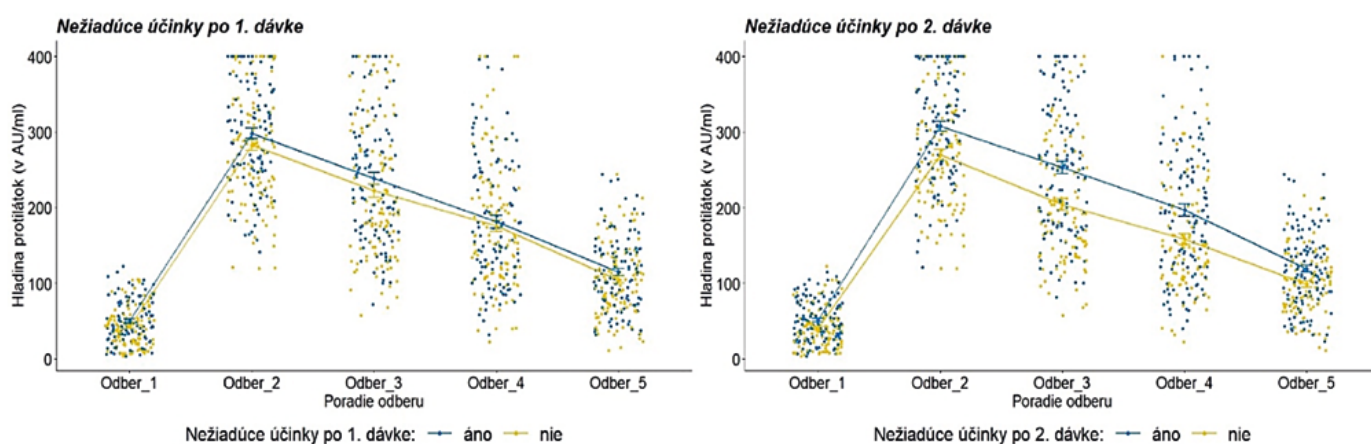 Nežiadúce účinky po 1. dávke
400
300
200
100
0
Hladina protilátok (v AU/ml)
Odber_1 Odber_2 Odber_3 Odber_4 Odber_5
Poradie odberu
Nežiadúce účinky po 1. dávke: áno nie
Nežiadúce účinky po 2. dávke
400
300
200
100
0
Hladina protilátok (v AU/ml)
Odber_1 Odber_2 Odber_3 Odber_4 Odber_5
Poradie odberu
Nežiadúce účinky po 2. dávke: áno nie